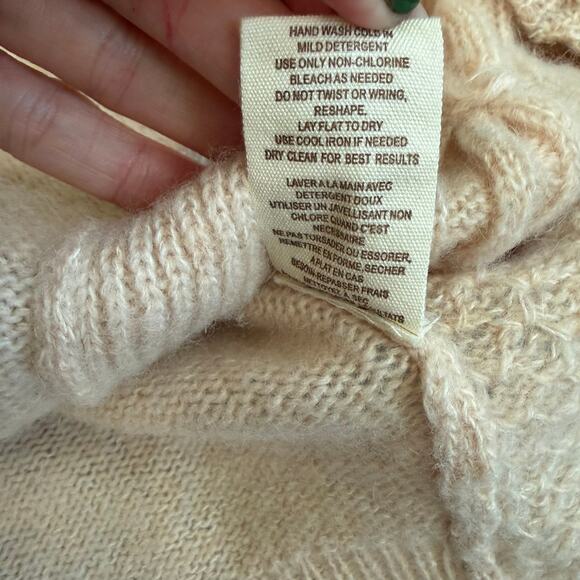 HAND WASH COLD IN
MILD DETERGENT
USE ONLY NON-CHLORINE
BLEACH AS NEEDED
DO NOT TWIST OR WRING,
RESHAPE.
LAY FLAT TO DRY
USE COOL IRON IF NEEDED
DRY CLEAN FOR BEST RESULTS
LAVER A LA MAIN AVEC
DETERGENT DOUX
UTILISER UN JAVELLISANT NON
CHLORE QUAND C'EST
NECESSAIRE
NE PAS TORSADER OU ESSORER,
REMETTRE EN FORME, SECHER
A PLAT EN CAS
BESOIN-REPASSER FRAIS
NETTOYEZ A SEC